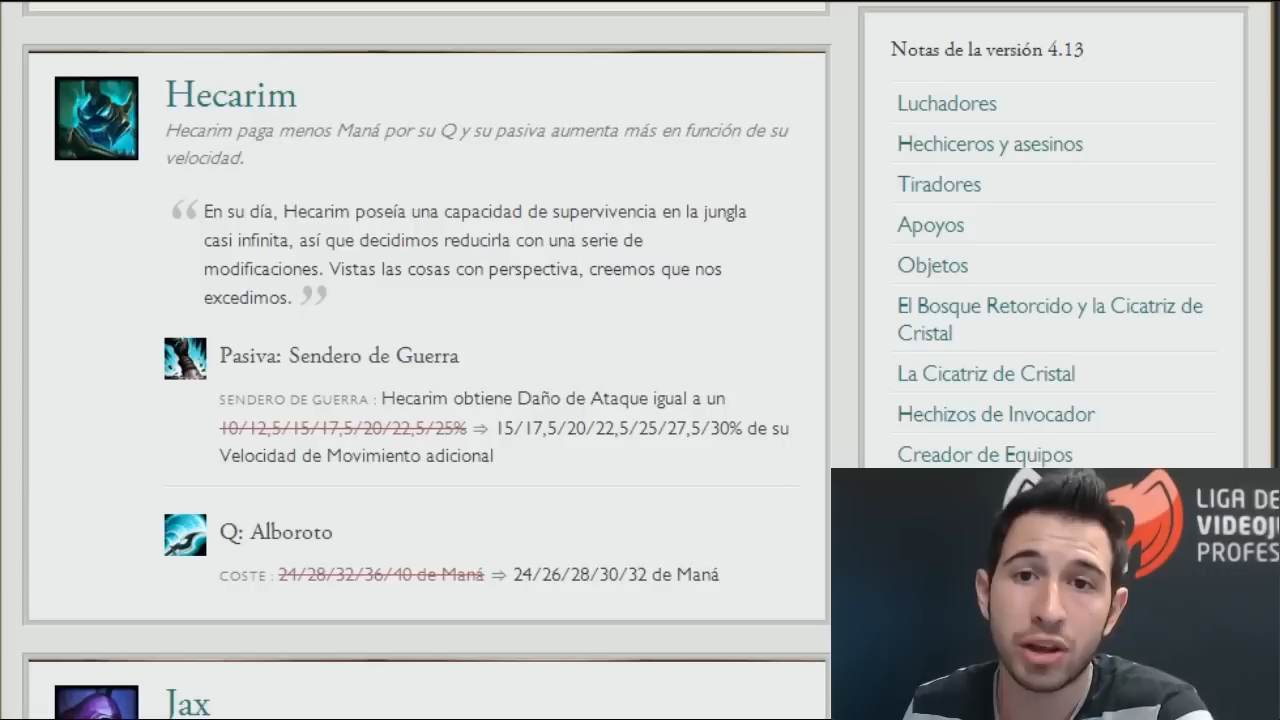 Hecarim
Hecarim paga menos Maná por su Q y su pasiva aumenta más en función de su
velocidad.
“ En su día, Hecarim poseía una capacidad de supervivencia en la jungla
casi infinita, así que decidimos reducirla con una serie de
modificaciones. Vistas las cosas con perspectiva, creemos que nos
excedimos. ”
Pasiva: Sendero de Guerra
SENDERO DE GUERRA : Hecarim obtiene Daño de Ataque igual a un
10/12,5/15/17,5/20/22,5/25% ⇒ 15/17,5/20/22,5/25/27,5/30% de su
Velocidad de Movimiento adicional
Q: Alboroto
COSTE : 24/28/32/36/40 de Maná ⇒ 24/26/28/30/32 de Maná
Jax
Notas de la versión 4.13
Luchadores
Hechiceros y asesinos
Tiradores
Apoyos
Objetos
El Bosque Retorcido y la Cicatriz de
Cristal
La Cicatriz de Cristal
Hechizos de Invocador
Creador de Equipos
LIGA DE
VIDEOJ
PROFES